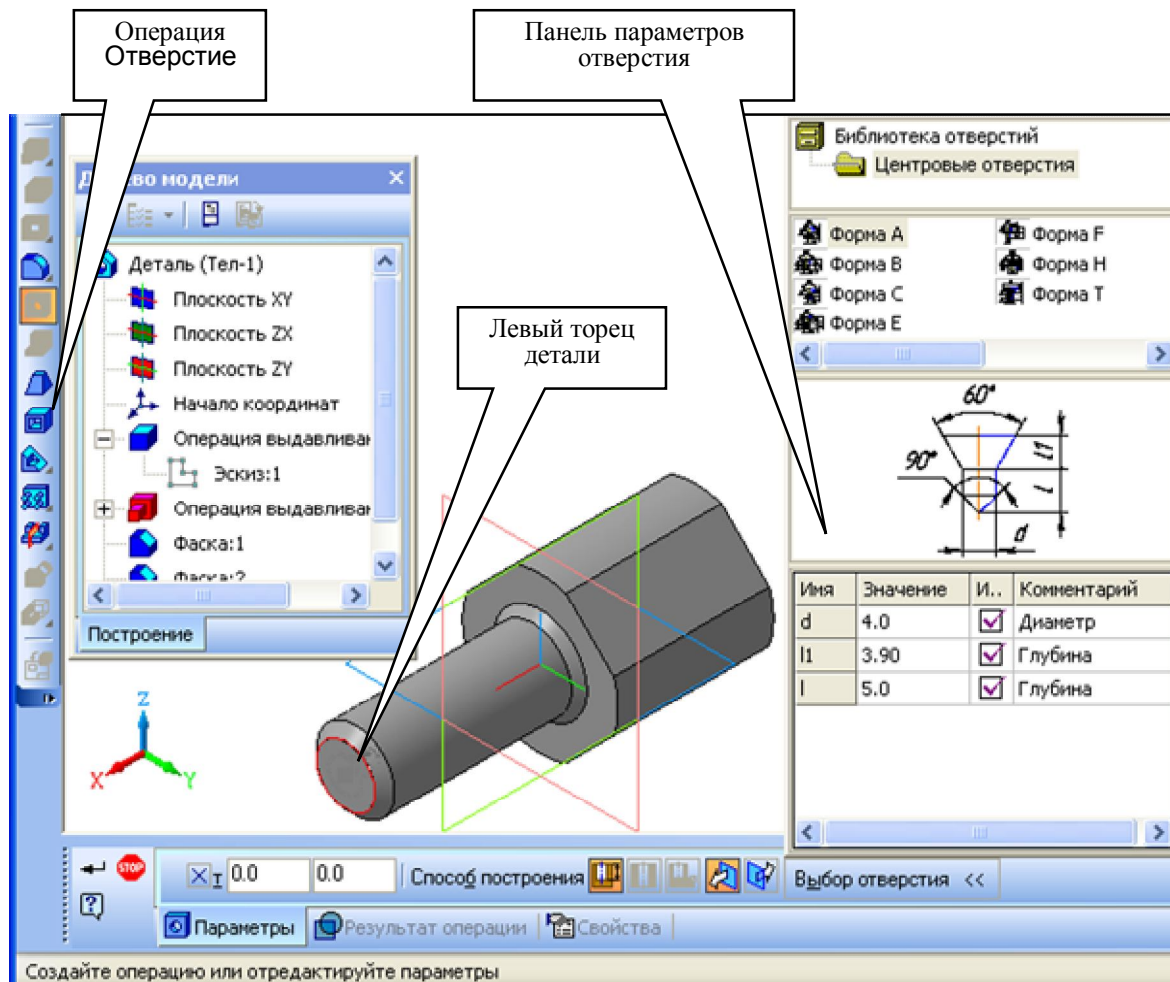 Операция
Отверстие
Панель параметров
отверстия
Библиотека отверстий
Центровые отверстия
Дерево модели
Форма A
Форма F
Форма B
Форма H
Форма C
Форма T
Форма E
Деталь (Тел-1)
Плоскость XY
Плоскость ZX
Плоскость ZY
Начало координат
Операция выдавливан
Эскиз:1
Операция выдавливан
Фаска:1
Фаска:2
Построение
Левый торец
детали
60°
90°
l1
l
d
Имя Значение И.. Комментарий
d 4.0 Диаметр
l1 3.90 Глубина
l 5.0 Глубина
Z
X
Y
STOP
т 0.0 0.0 Способ построения
Выбор отверстия <<
Параметры Результат операции Свойства
Создайте операцию или отредактируйте параметры